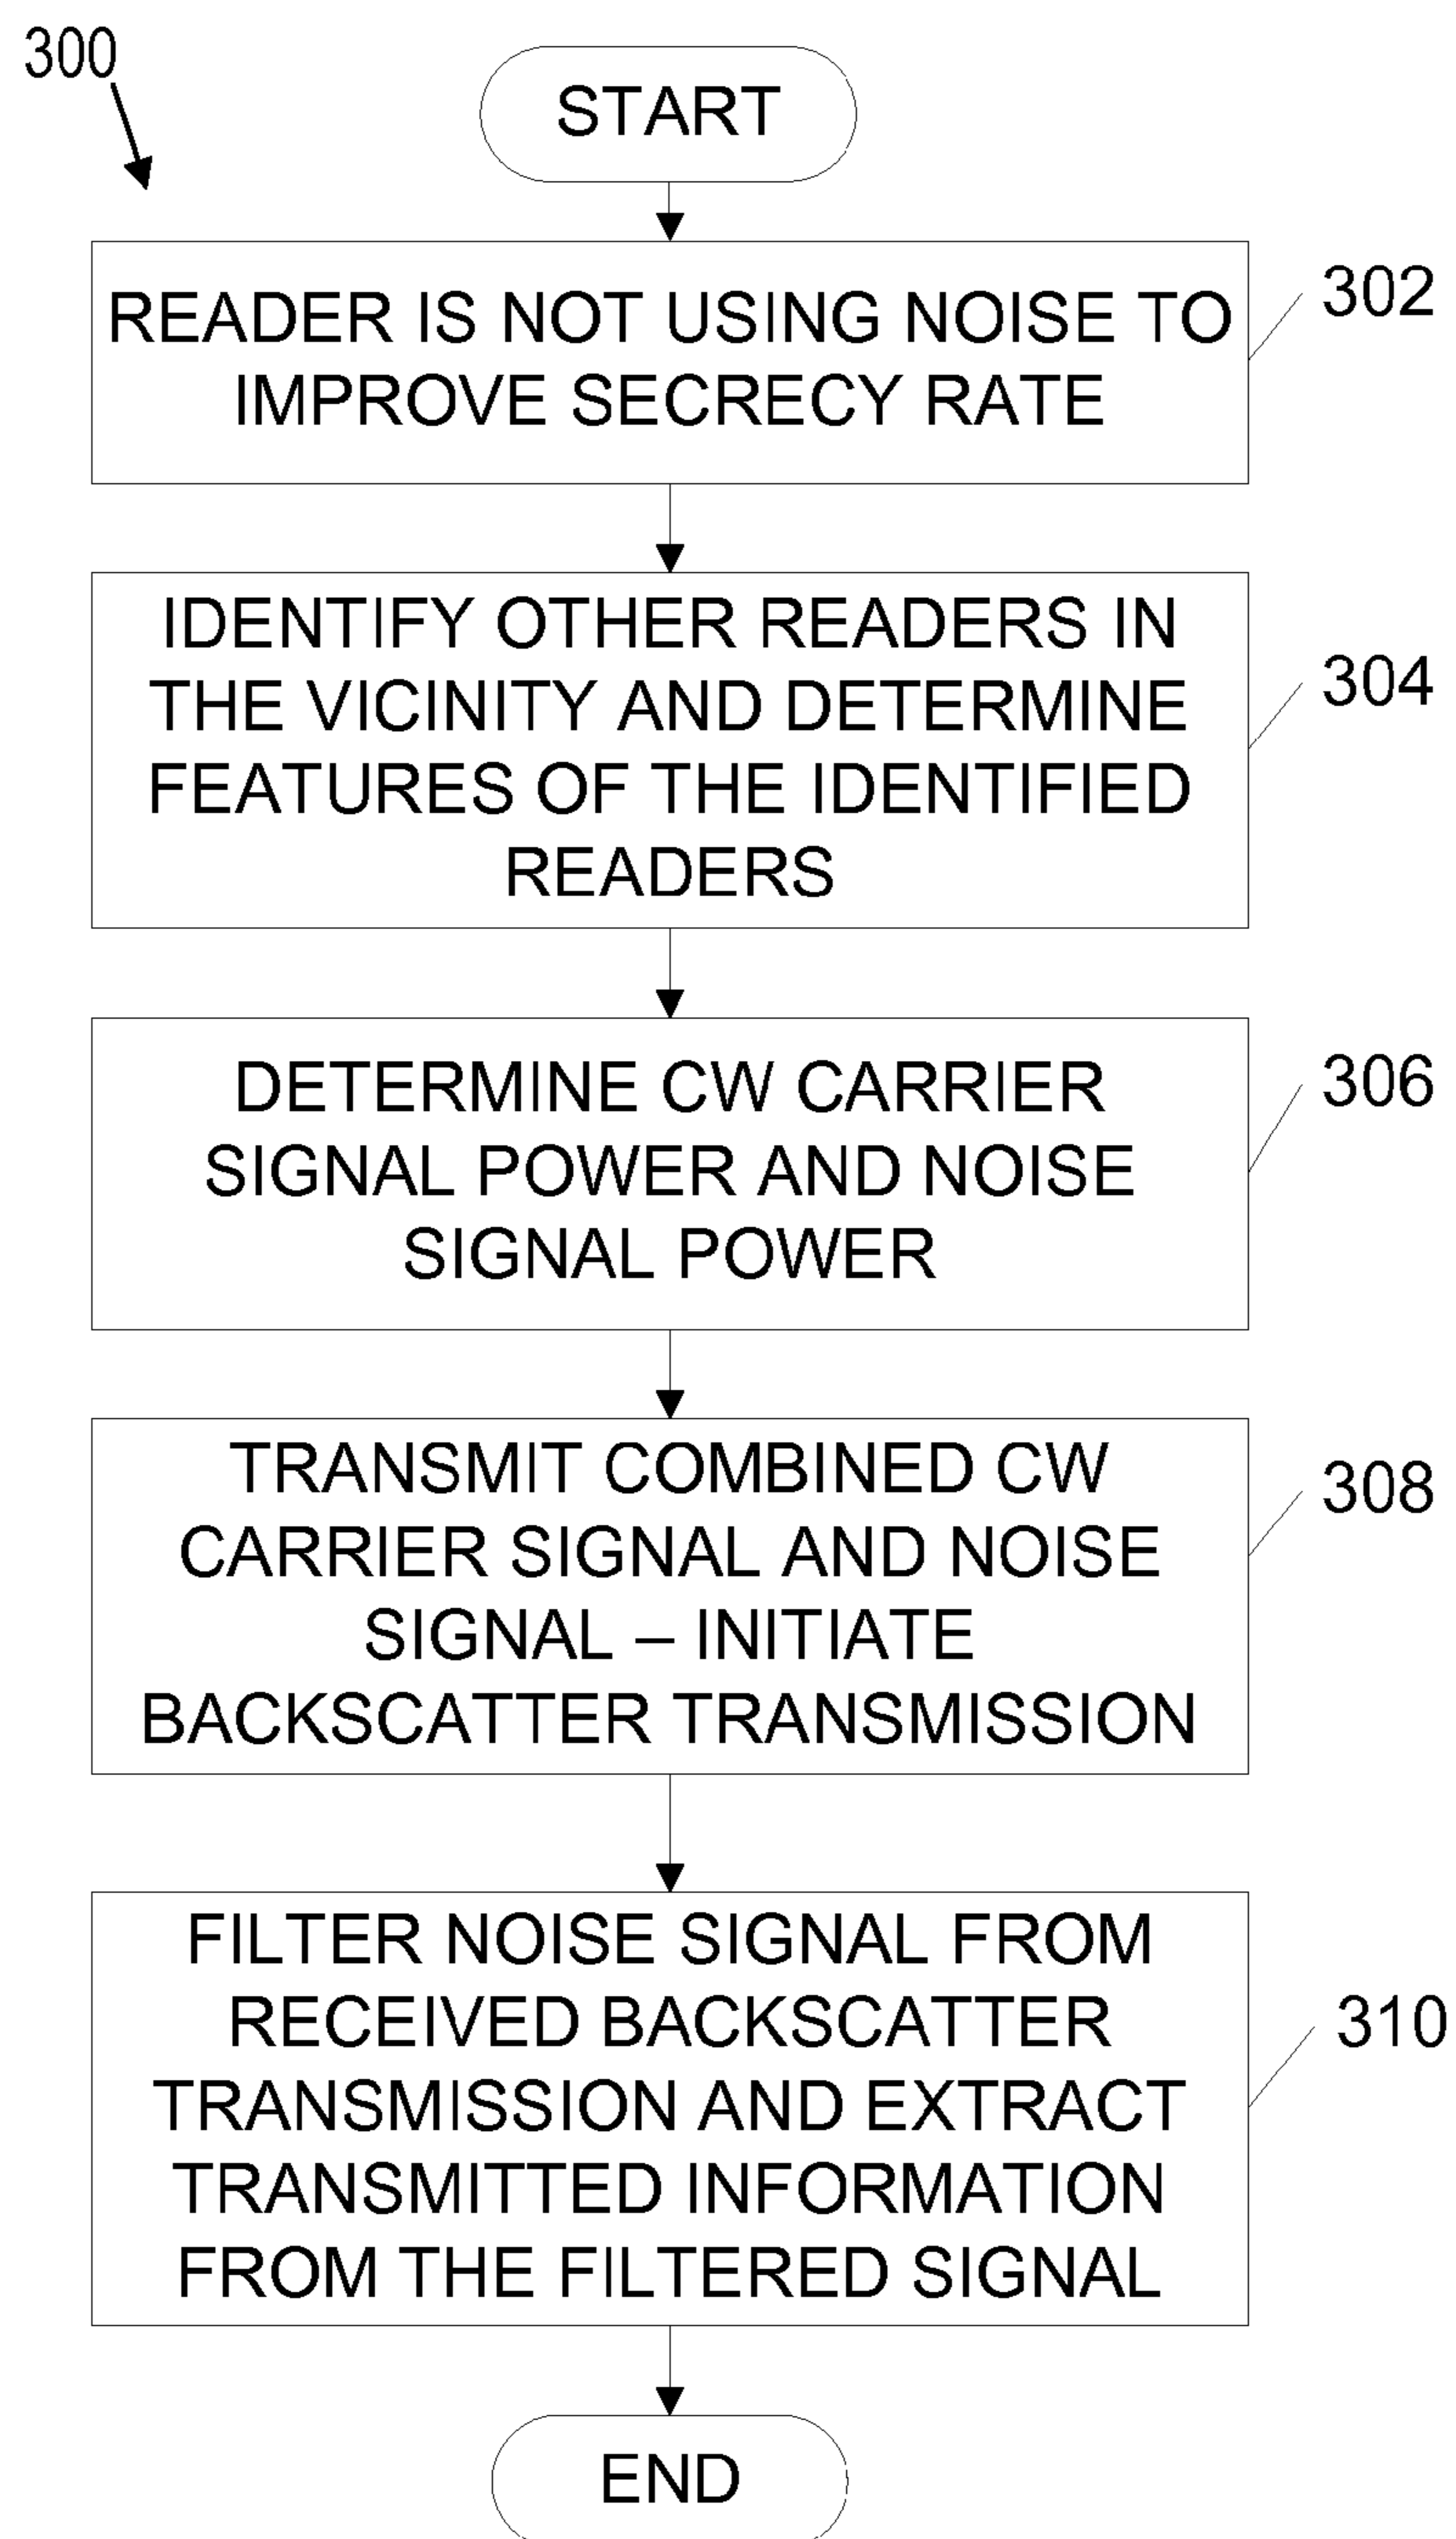 300
START
READER IS NOT USING NOISE TO
IMPROVE SECRECY RATE
302
IDENTIFY OTHER READERS IN
THE VICINITY AND DETERMINE
FEATURES OF THE IDENTIFIED
READERS
304
DETERMINE CW CARRIER
SIGNAL POWER AND NOISE
SIGNAL POWER
306
TRANSMIT COMBINED CW
CARRIER SIGNAL AND NOISE
SIGNAL – INITIATE
BACKSCATTER TRANSMISSION
308
FILTER NOISE SIGNAL FROM
RECEIVED BACKSCATTER
TRANSMISSION AND EXTRACT
TRANSMITTED INFORMATION
FROM THE FILTERED SIGNAL
310
END